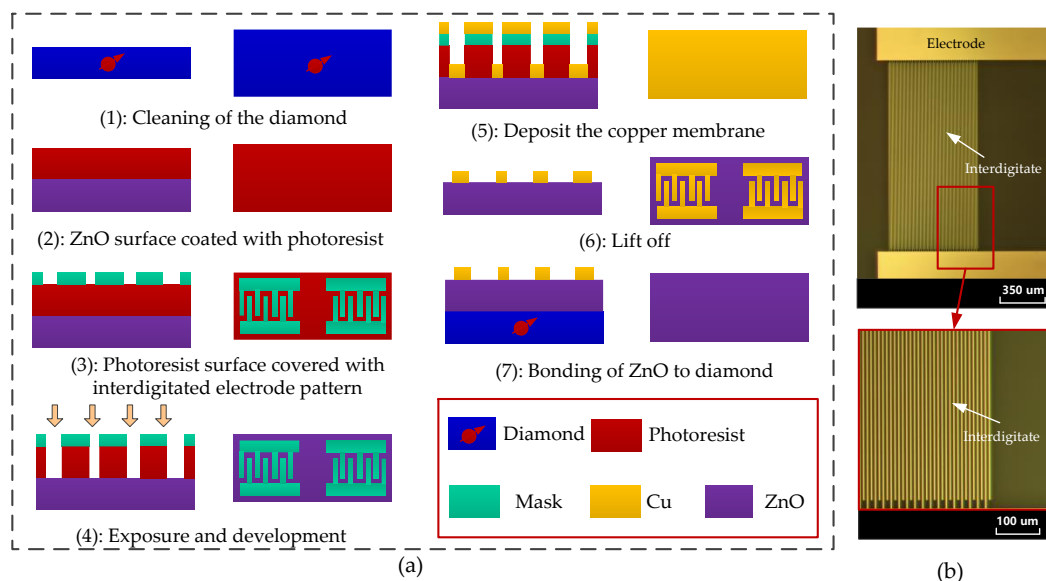 (1): Cleaning of the diamond
(2): ZnO surface coated with photoresist
(3): Photoresist surface covered with
interdigitated electrode pattern
(4): Exposure and development
(5): Deposit the copper membrane
(6): Lift off
(7): Bonding of ZnO to diamond
Diamond
Photoresist
Mask
Cu
ZnO
(a)
Electrode
Interdigitate
350 um
Interdigitate
100 um
(b)